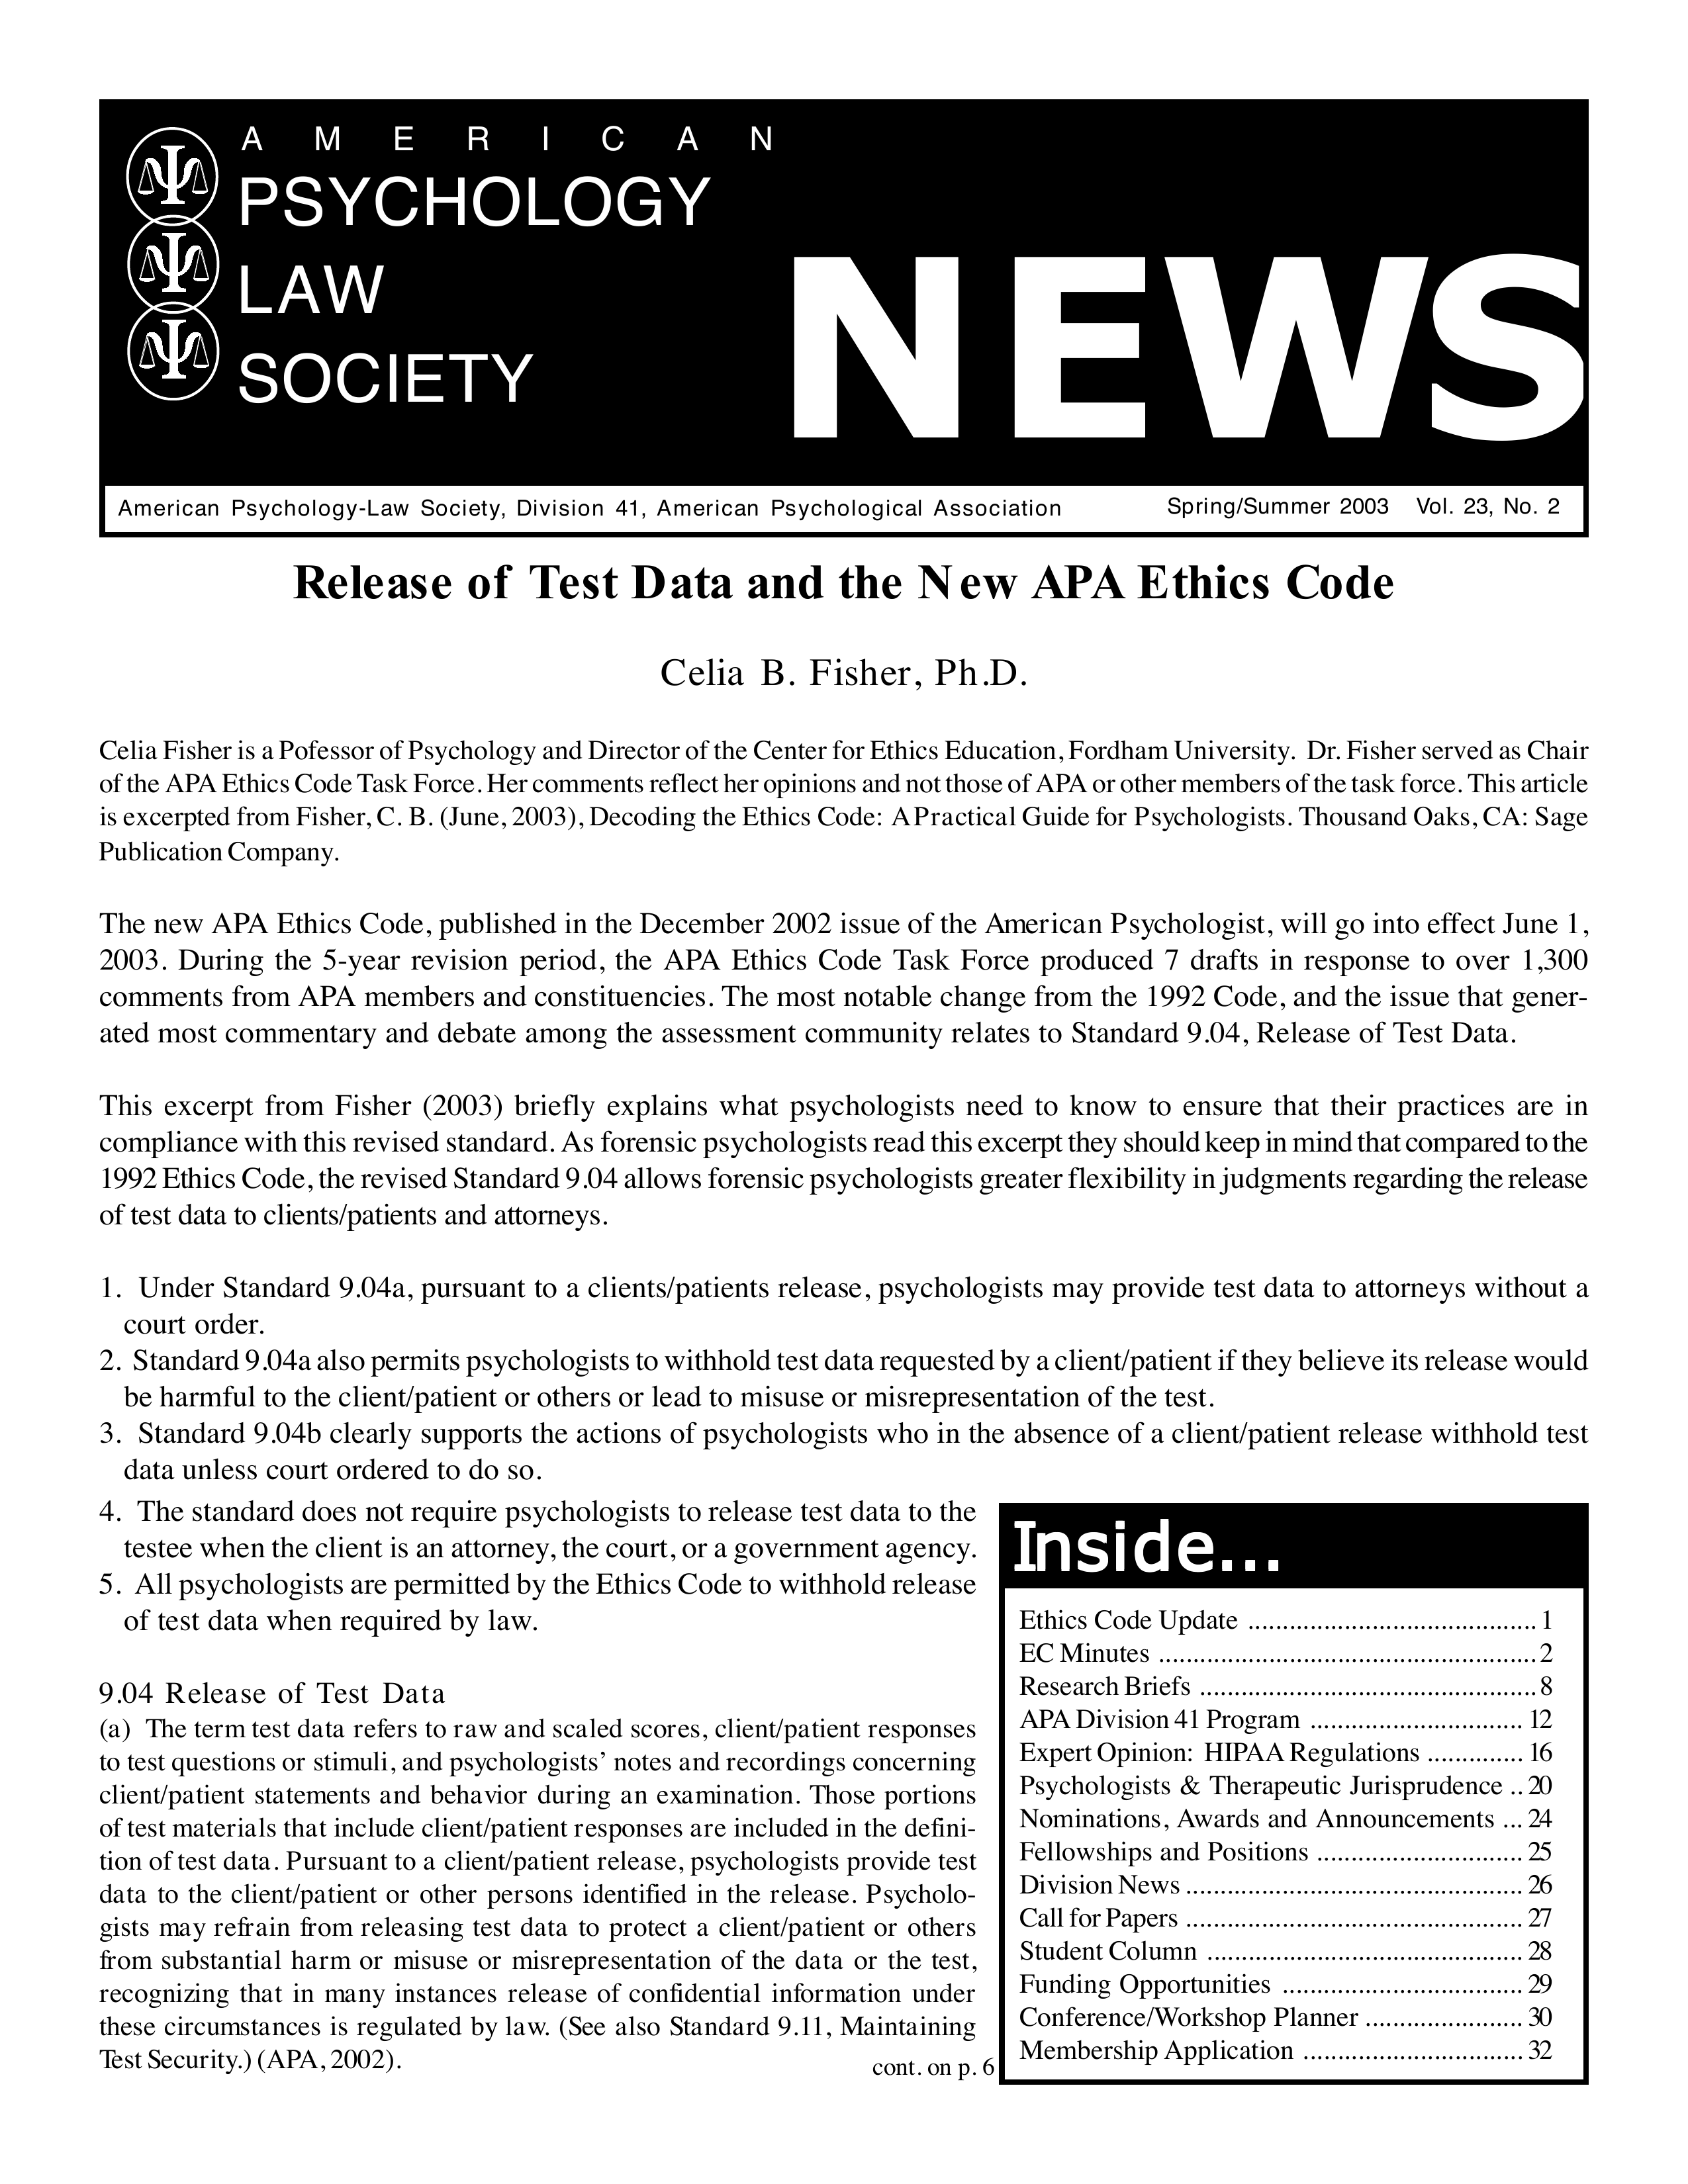 A M E R I C A N
PSYCHOLOGY
LAW
SOCIETY
NEWS
American Psychology-Law Society, Division 41, American Psychological Association Spring/Summer 2003 Vol. 23, No. 2
Release of Test Data and the New APA Ethics Code
Celia B. Fisher, Ph.D.
Celia Fisher is a Pofessor of Psychology and Director of the Center for Ethics Education, Fordham University. Dr. Fisher served as Chair
of the APA Ethics Code Task Force. Her comments reflect her opinions and not those of APA or other members of the task force. This article
is excerpted from Fisher, C. B. (June, 2003), Decoding the Ethics Code: A Practical Guide for Psychologists. Thousand Oaks, CA: Sage
Publication Company.
The new APA Ethics Code, published in the December 2002 issue of the American Psychologist, will go into effect June 1,
2003. During the 5-year revision period, the APA Ethics Code Task Force produced 7 drafts in response to over 1,300
comments from APA members and constituencies. The most notable change from the 1992 Code, and the issue that gener-
ated most commentary and debate among the assessment community relates to Standard 9.04, Release of Test Data.
This excerpt from Fisher (2003) briefly explains what psychologists need to know to ensure that their practices are in
compliance with this revised standard. As forensic psychologists read this excerpt they should keep in mind that compared to the
1992 Ethics Code, the revised Standard 9.04 allows forensic psychologists greater flexibility in judgments regarding the release
of test data to clients/patients and attorneys.
1. Under Standard 9.04a, pursuant to a clients/patients release, psychologists may provide test data to attorneys without a
court order.
2. Standard 9.04a also permits psychologists to withhold test data requested by a client/patient if they believe its release would
be harmful to the client/patient or others or lead to misuse or misrepresentation of the test.
3. Standard 9.04b clearly supports the actions of psychologists who in the absence of a client/patient release withhold test
data unless court ordered to do so.
4. The standard does not require psychologists to release test data to the
testee when the client is an attorney, the court, or a government agency.
5. All psychologists are permitted by the Ethics Code to withhold release
of test data when required by law.
9.04 Release of Test Data
(a) The term test data refers to raw and scaled scores, client/patient responses
to test questions or stimuli, and psychologists' notes and recordings concerning
client/patient statements and behavior during an examination. Those portions
of test materials that include client/patient responses are included in the defini-
tion of test data. Pursuant to a client/patient release, psychologists provide test
data to the client/patient or other persons identified in the release. Psycholo-
gists may refrain from releasing test data to protect a client/patient or others
from substantial harm or misuse or misrepresentation of the data or the test,
recognizing that in many instances release of confidential information under
these circumstances is regulated by law. (See also Standard 9.11, Maintaining
Test Security.) (APA, 2002).
cont. on p. 6
Inside...
Ethics Code Update .......................................... 1
EC Minutes ....................................................... 2
Research Briefs ................................................. 8
APA Division 41 Program ............................... 12
Expert Opinion: HIPAA Regulations .............. 16
Psychologists & Therapeutic Jurisprudence .. 20
Nominations, Awards and Announcements ... 24
Fellowships and Positions .............................. 25
Division News ................................................. 26
Call for Papers ................................................. 27
Student Column .............................................. 28
Funding Opportunities ................................... 29
Conference/Workshop Planner ....................... 30
Membership Application ................................ 32